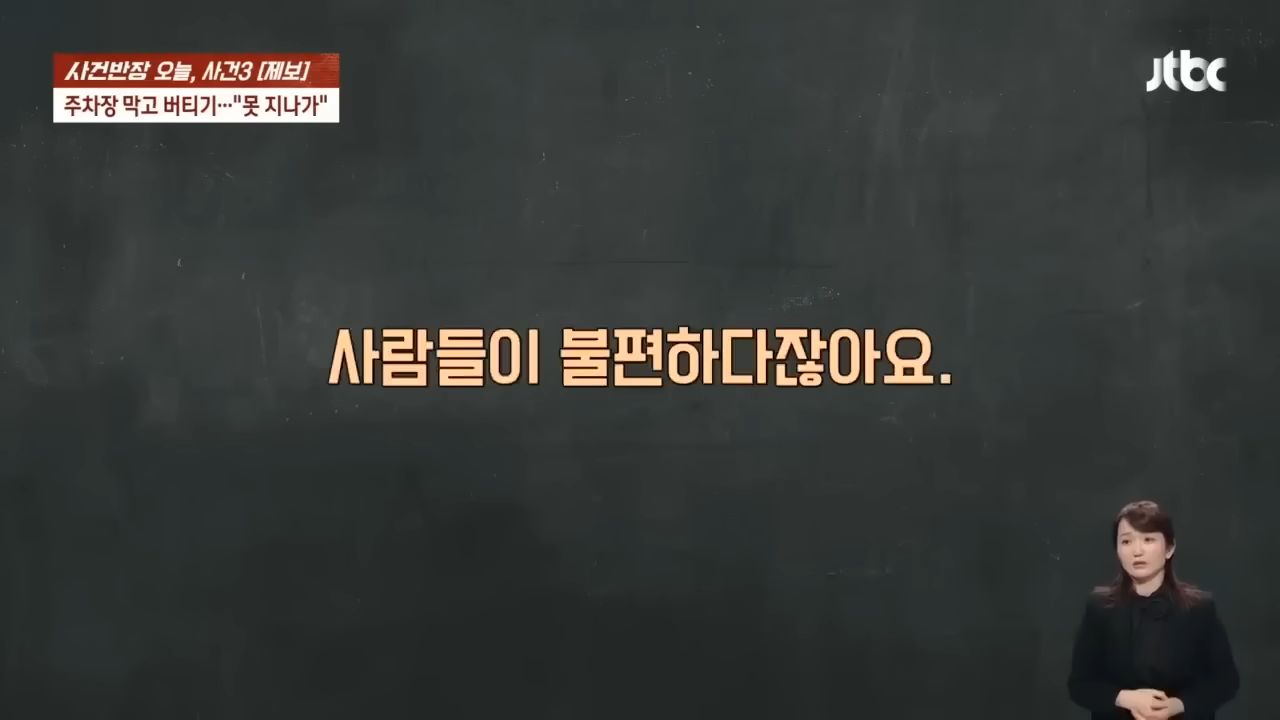 사건반장 오늘, 사건3 [제보]
주차장 막고 버티기…"못 지나가"
jtbc
사람들이 불편하다잖아요.